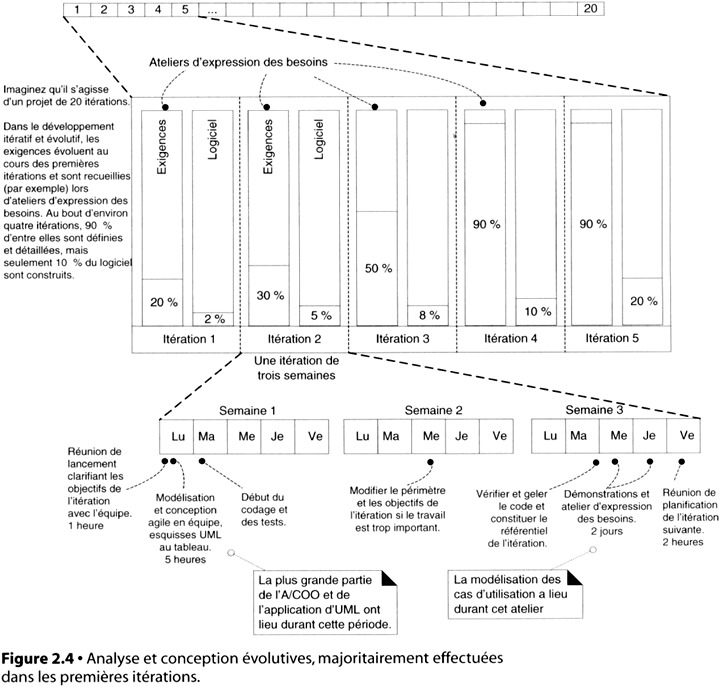 1 2 3 4 5 ... 20
Ateliers d'expression des besoins
Imaginez qu'il s'agisse
d'un projet de 20 itérations.
Dans le développement
itératif et évolutif, les
exigences évoluent au
cours des premières
itérations et sont recueillies
(par exemple) lors
d'ateliers d'expression des
besoins. Au bout d'environ
quatre itérations, 90 %
d'entre elles sont définies
et détaillées, mais
seulement 10 % du logiciel
sont construits.
Exigences
Logiciel
Exigences
Logiciel
20 %
2 %
30 %
5 %
50 %
8 %
90 %
10 %
90 %
20 %
Itération 1
Itération 2
Itération 3
Itération 4
Itération 5
Une itération de
trois semaines
Semaine 1
Semaine 2
Semaine 3
Lu Ma Me Je Ve
Lu Ma Me Je Ve
Lu Ma Me Je Ve
Réunion de
lancement
clarifiant les
objectifs de
l'itération
avec l'équipe.
1 heure
Modélisation et
conception
agile en équipe,
esquisses UML
au tableau.
5 heures
Début du
codage et
des tests.
Modifier le périmètre
et les objectifs de
l'itération si le travail
est trop important.
Vérifier et geler
le code et
constituer le
référentiel
de l'itération.
Démonstrations et
atelier d'expression
des besoins.
2 jours
Réunion de
planification
de l'itération
suivante.
2 heures
La plus grande partie
de l'A/COO et de
l'application d'UML ont
lieu durant cette période.
La modélisation des
cas d'utilisation a lieu
durant cet atelier
Figure 2.4 • Analyse et conception évolutives, majoritairement effectuées
dans les premières itérations.